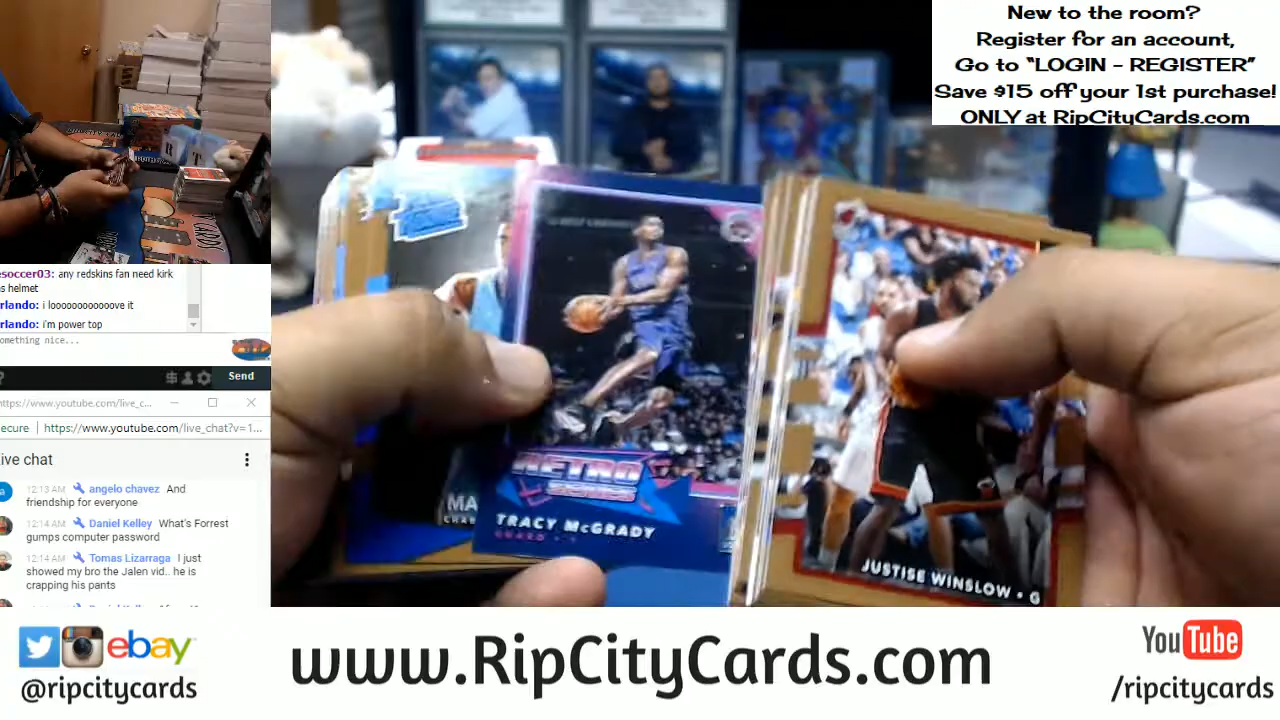 New to the room?
Register for an account,
Go to “LOGIN - REGISTER”
Save $15 off your 1st purchase!
ONLY at RipCityCards.com
esoccer03: any redskins fan need kirk
s helmet
rlando: i looooooooooove it
rlando: i'm power top
omething nice...
Send
https://www.youtube.com/live_c...
ecure | https://www.youtube.com/live_chat?v=1...
ive chat
12:13 AM angelo chavez And
friendship for everyone
12:14 AM Daniel Kelley What's Forrest
gumps computer password
12:14 AM Tomas Lizarraga I just
showed my bro the Jalen vid.. he is
crapping his pants
RETRO
SERIES
TRACY McGRADY
GUARD
MA
JUSTISE WINSLOW • G
ebay
@ripcitycards
www.RipCityCards.com
YouTube
/ripcitycards